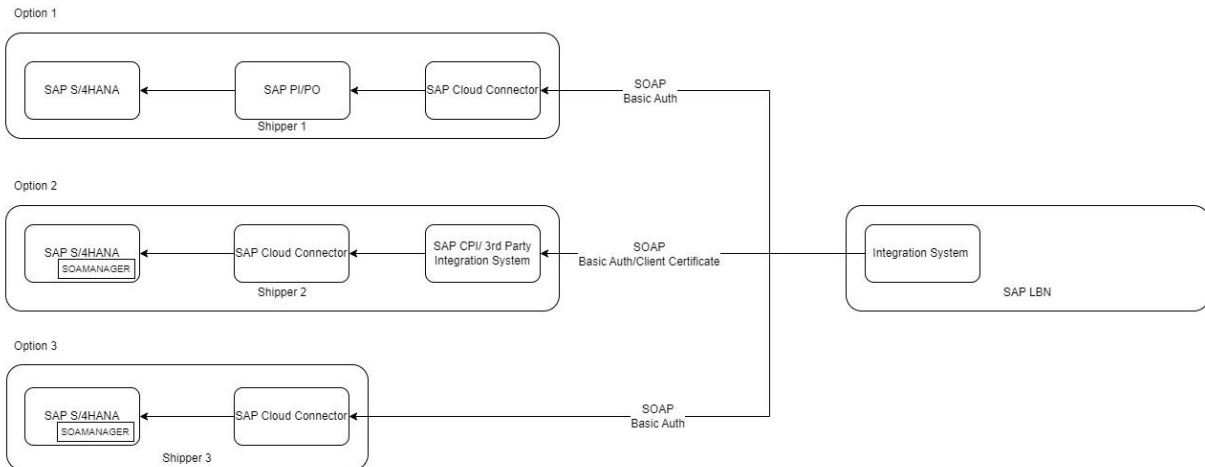 Option 1
SAP S/4HANA
SAP PI/PO
SAP Cloud Connector
Shipper 1
SOAP
Basic Auth
Option 2
SAP S/4HANA
SOAMANAGER
SAP Cloud Connector
SAP CPI/ 3rd Party
Integration System
Shipper 2
SOAP
Basic Auth/Client Certificate
Integration System
SAP LBN
Option 3
SAP S/4HANA
SOAMANAGER
SAP Cloud Connector
Shipper 3
SOAP
Basic Auth